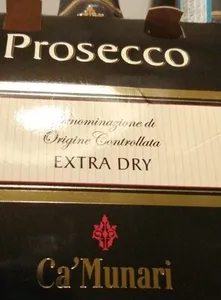 Prosecco
Denominazione di
Origine Controllata
EXTRA DRY
Ca'Munari